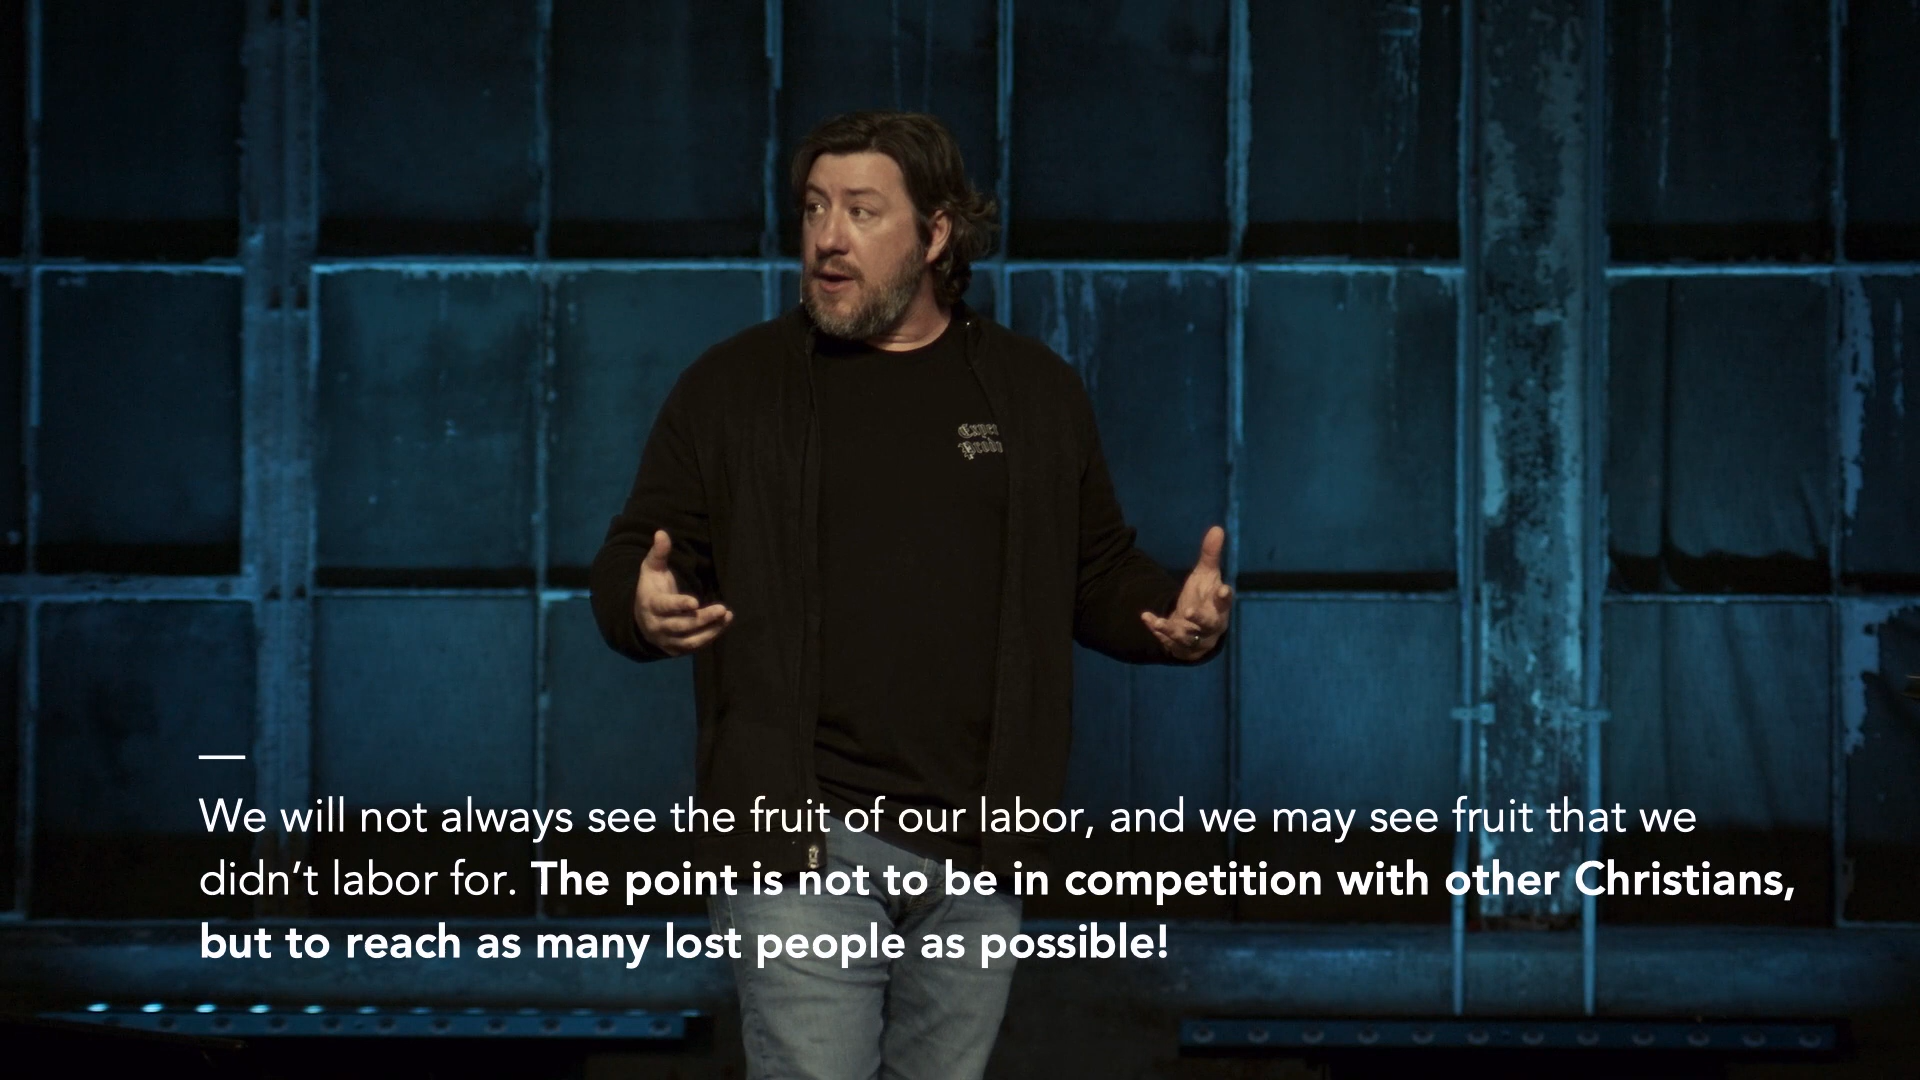 We will not always see the fruit of our labor, and we may see fruit that we
didn’t labor for. The point is not to be in competition with other Christians,
but to reach as many lost people as possible!